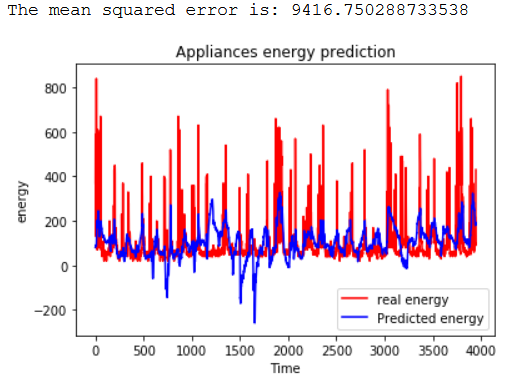 The mean squared error is: 9416.750288733538
Appliances energy prediction
800
600
400
200
0
−200
energy
0 500 1000 1500 2000 2500 3000 3500 4000
Time
real energy
Predicted energy